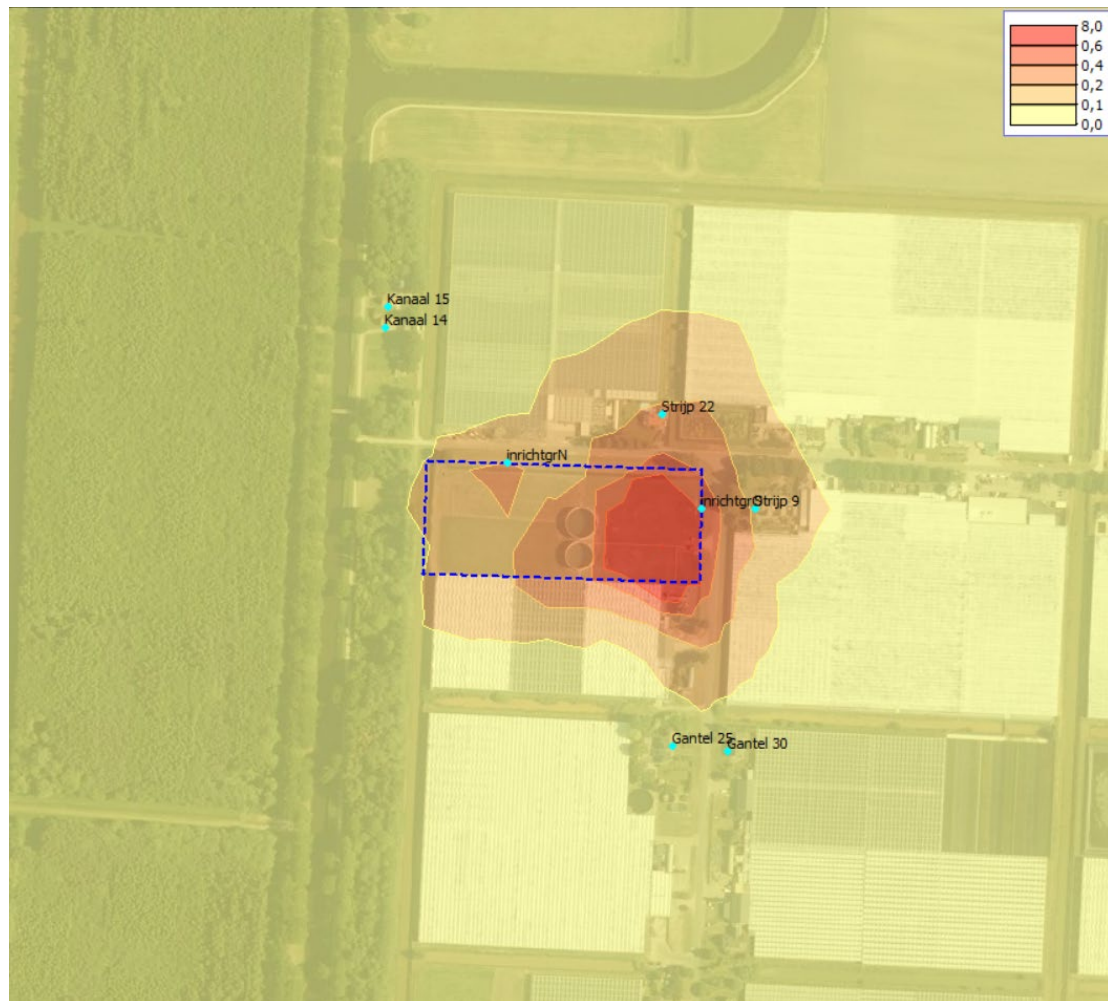 8,0
0,6
0,4
0,2
0,1
0,0
Kanaal 15
Kanaal 14
Strijp 22
inrichtgrN
inrichtgrO
Strijp 9
Gantel 25
Gantel 30